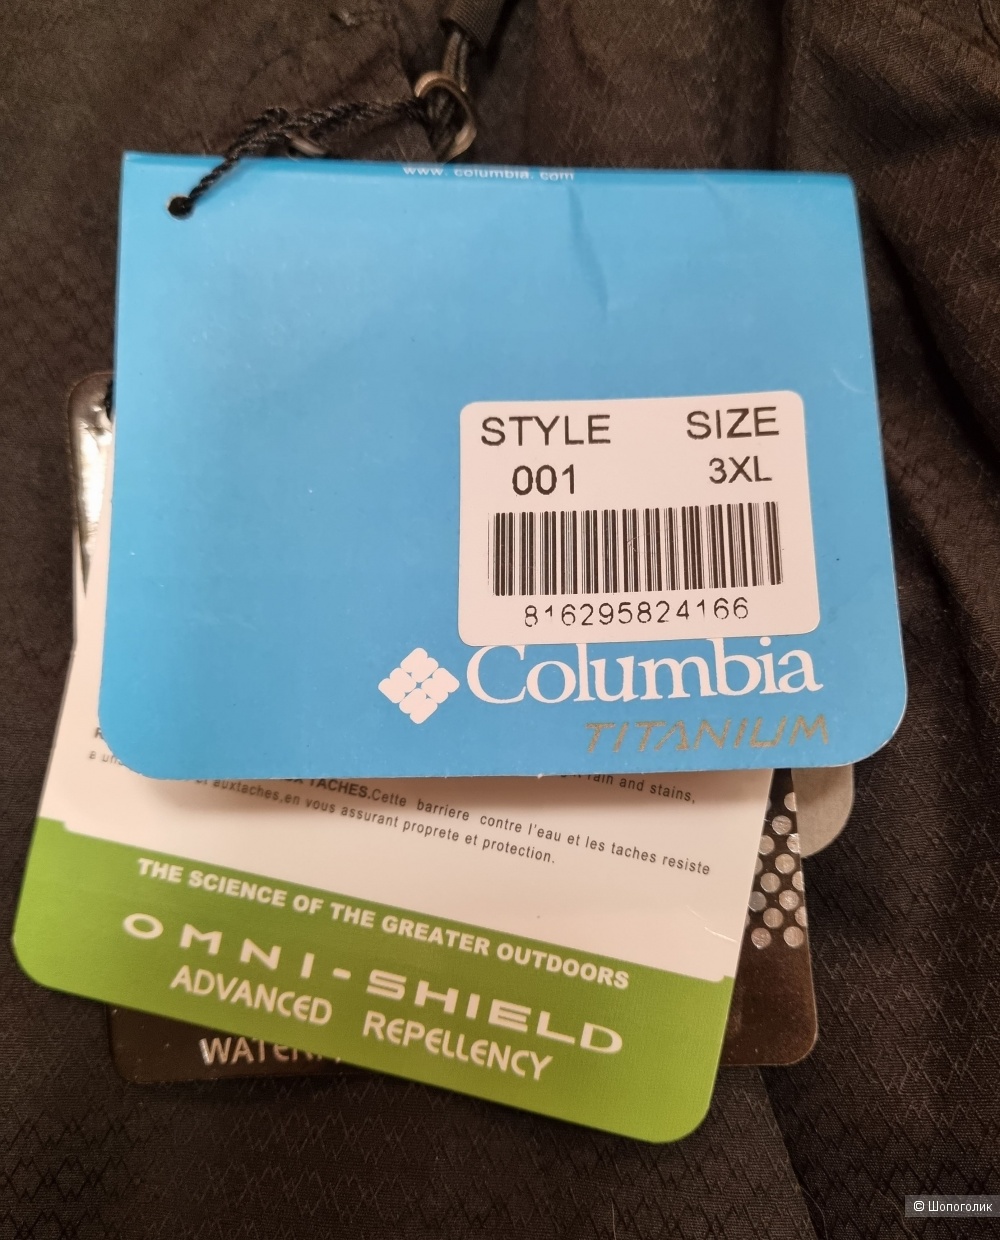 www. columbia. com
STYLE SIZE
001 3XL
816295824166
Columbia
TITANIUM
rain and stains,
TACHES.Cette barriere contre l'eau et les taches resiste
auxtaches,en vous assurant proprete et protection.
THE SCIENCE OF THE GREATER OUTDOORS
OMNI-SHIELD
ADVANCED REPELLENCY
© Шопоголик